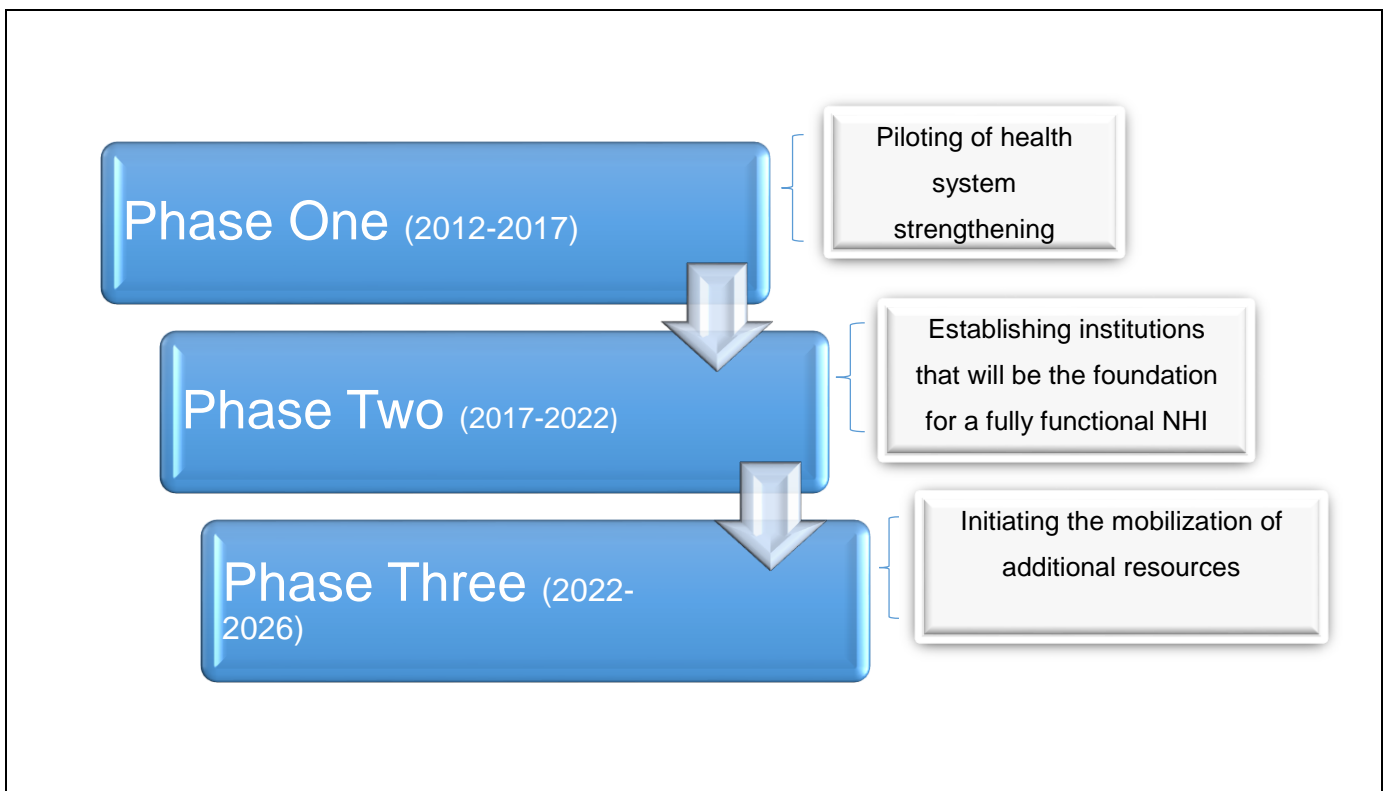 Phase One (2012-2017)
Piloting of health
system
strengthening
Phase Two (2017-2022)
Establishing institutions
that will be the foundation
for a fully functional NHI
Phase Three (2022-
2026)
Initiating the mobilization of
additional resources